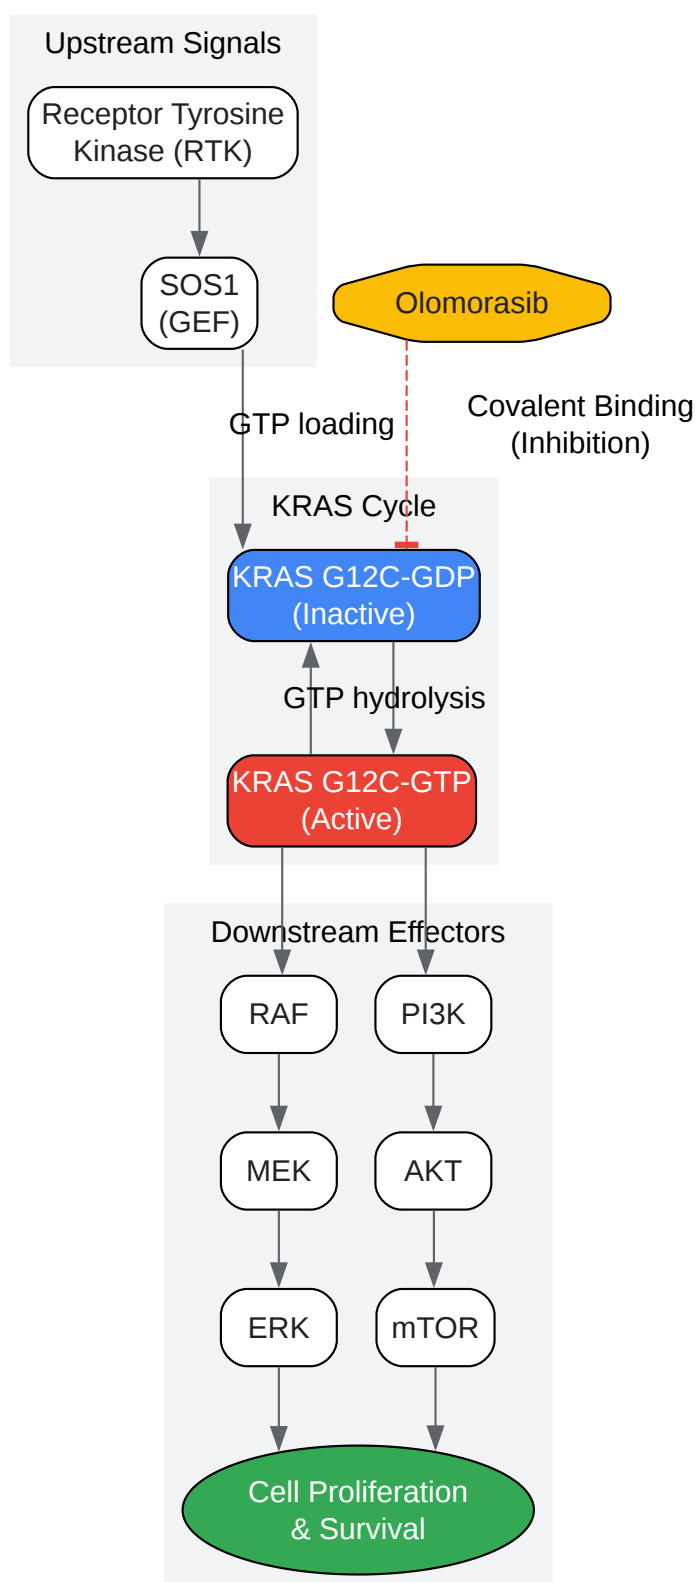 Upstream Signals
Receptor Tyrosine
Kinase (RTK)
SOS1
(GEF)
Olomorasib
GTP loading
Covalent Binding
(Inhibition)
KRAS Cycle
KRAS G12C-GDP
(Inactive)
GTP hydrolysis
KRAS G12C-GTP
(Active)
Downstream Effectors
RAF
PI3K
MEK
AKT
ERK
mTOR
Cell Proliferation
& Survival